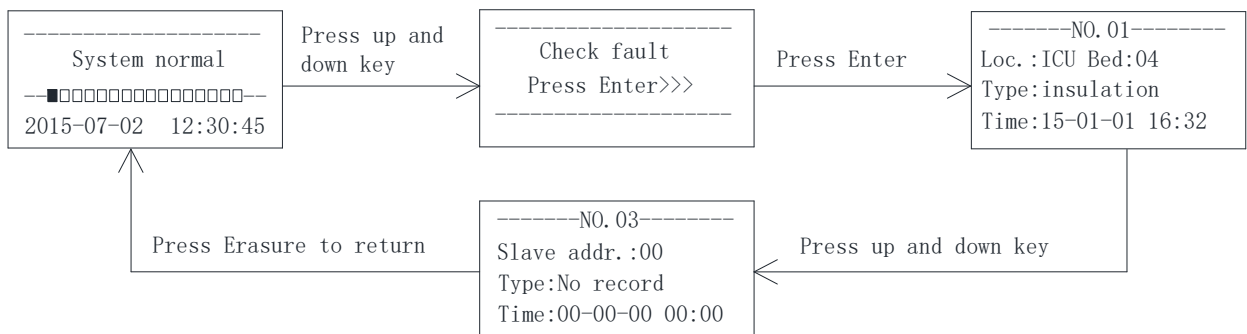 --------------------
System normal
--■□□□□□□□□□□□□□□□--
2015-07-02 12:30:45
Press up and
down key
--------------------
Check fault
Press Enter>>>
--------------------
Press Enter
-------NO.01--------
Loc.:ICU Bed:04
Type:insulation
Time:15-01-01 16:32
Press up and down key
-------NO.03--------
Slave addr.:00
Type:No record
Time:00-00-00 00:00
Press Erasure to return